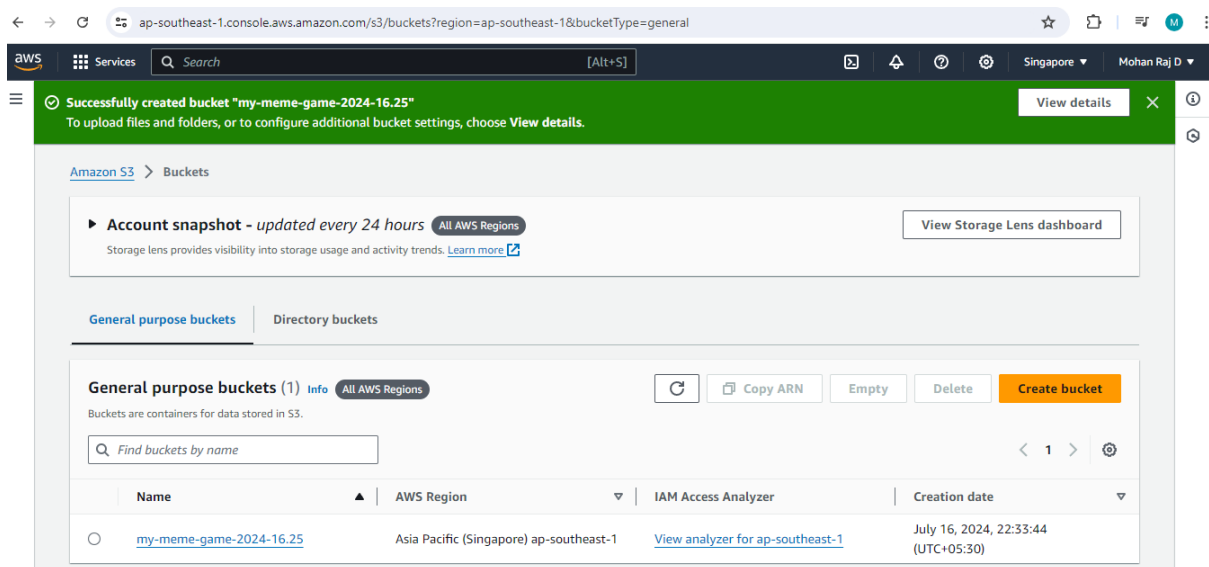 ap-southeast-1.console.aws.amazon.com/s3/buckets?region=ap-southeast-1&bucketType=general
M
aws Services Search [Alt+S] Singapore ▼ Mohan Raj D ▼
Successfully created bucket "my-meme-game-2024-16.25"
To upload files and folders, or to configure additional bucket settings, choose View details.
View details
Amazon S3 > Buckets
Account snapshot - updated every 24 hours All AWS Regions
Storage lens provides visibility into storage usage and activity trends. Learn more
View Storage Lens dashboard
General purpose buckets Directory buckets
General purpose buckets (1) Info All AWS Regions
Buckets are containers for data stored in S3.
Copy ARN Empty Delete Create bucket
Find buckets by name
< 1 >
Name AWS Region IAM Access Analyzer Creation date
my-meme-game-2024-16.25 Asia Pacific (Singapore) ap-southeast-1 View analyzer for ap-southeast-1 July 16, 2024, 22:33:44
(UTC+05:30)